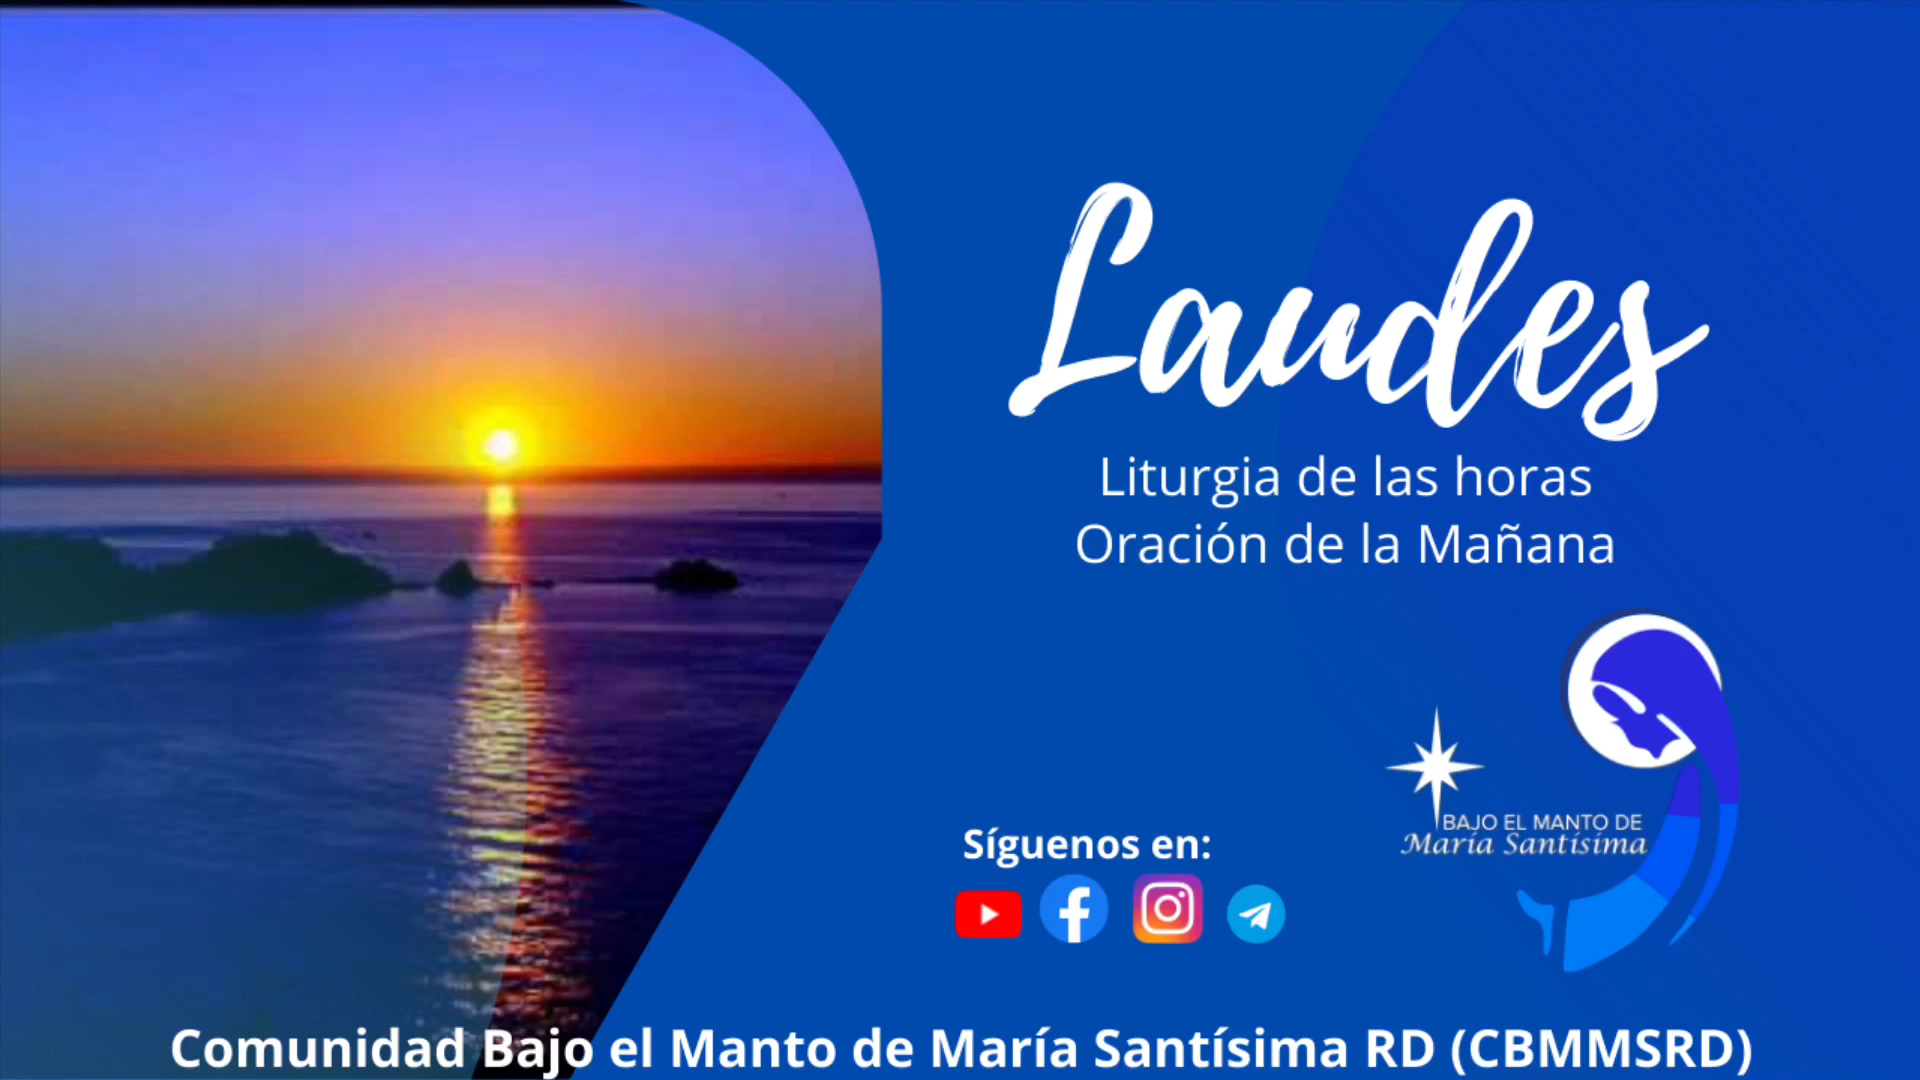 Laudes
Liturgia de las horas
Oración de la Mañana
BAJO EL MANTO DE
María Santísima
Síguenos en:
Comunidad Bajo el Manto de María Santísima RD (CBMMSRD)